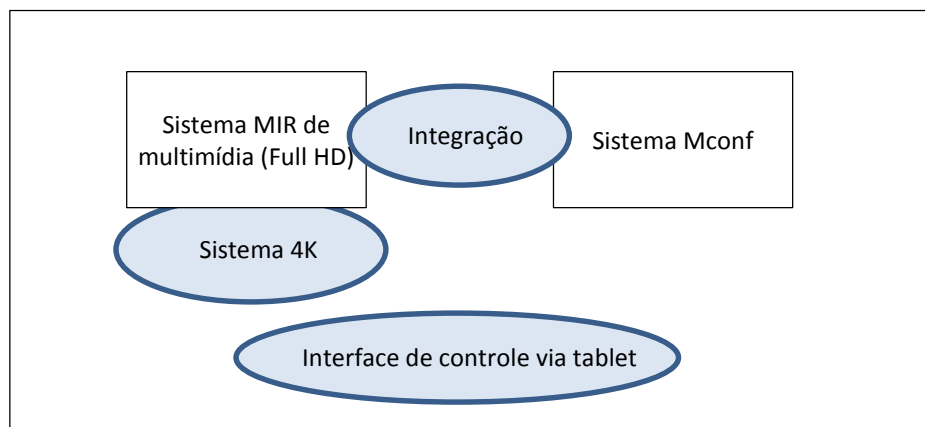 Sistema MIR de
multimídia (Full HD)
Integração
Sistema Mconf
Sistema 4K
Interface de controle via tablet